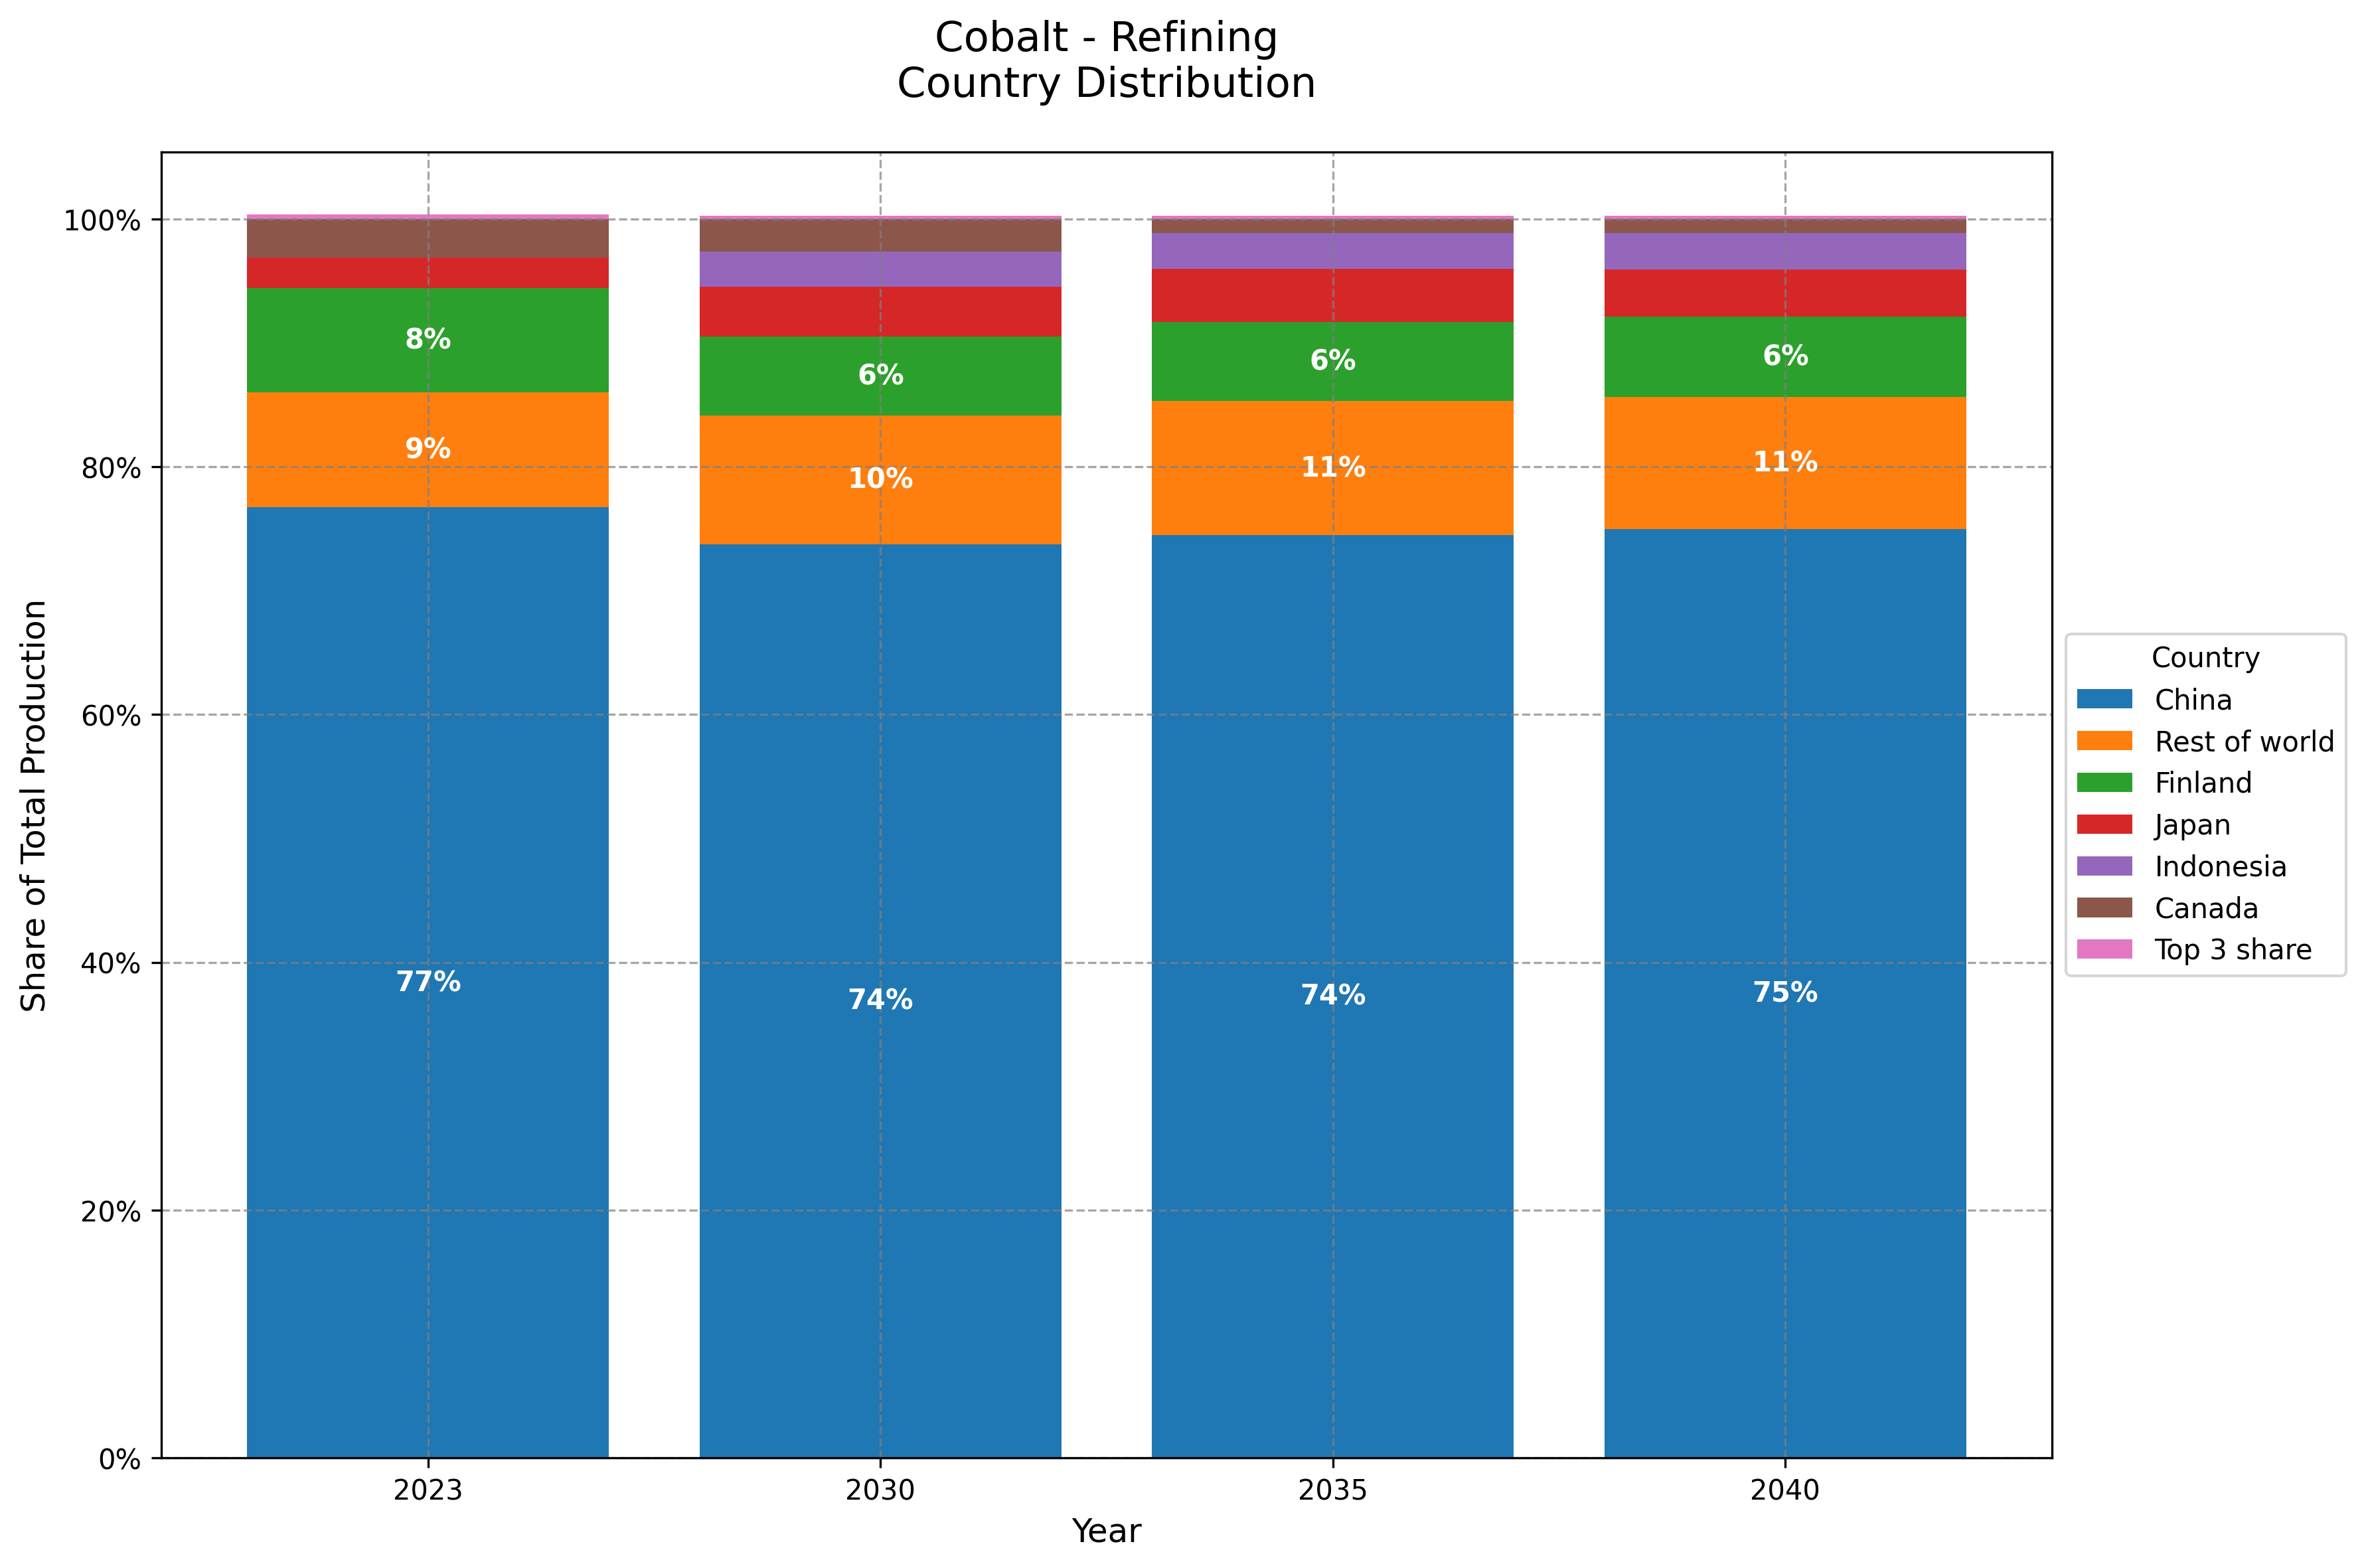 Cobalt - Refining
Country Distribution
100%
80%
60%
40%
20%
0%
Share of Total Production
8%
9%
77%
6%
10%
74%
6%
11%
74%
6%
11%
75%
2023
2030
2035
2040
Year
Country
China
Rest of world
Finland
Japan
Indonesia
Canada
Top 3 share